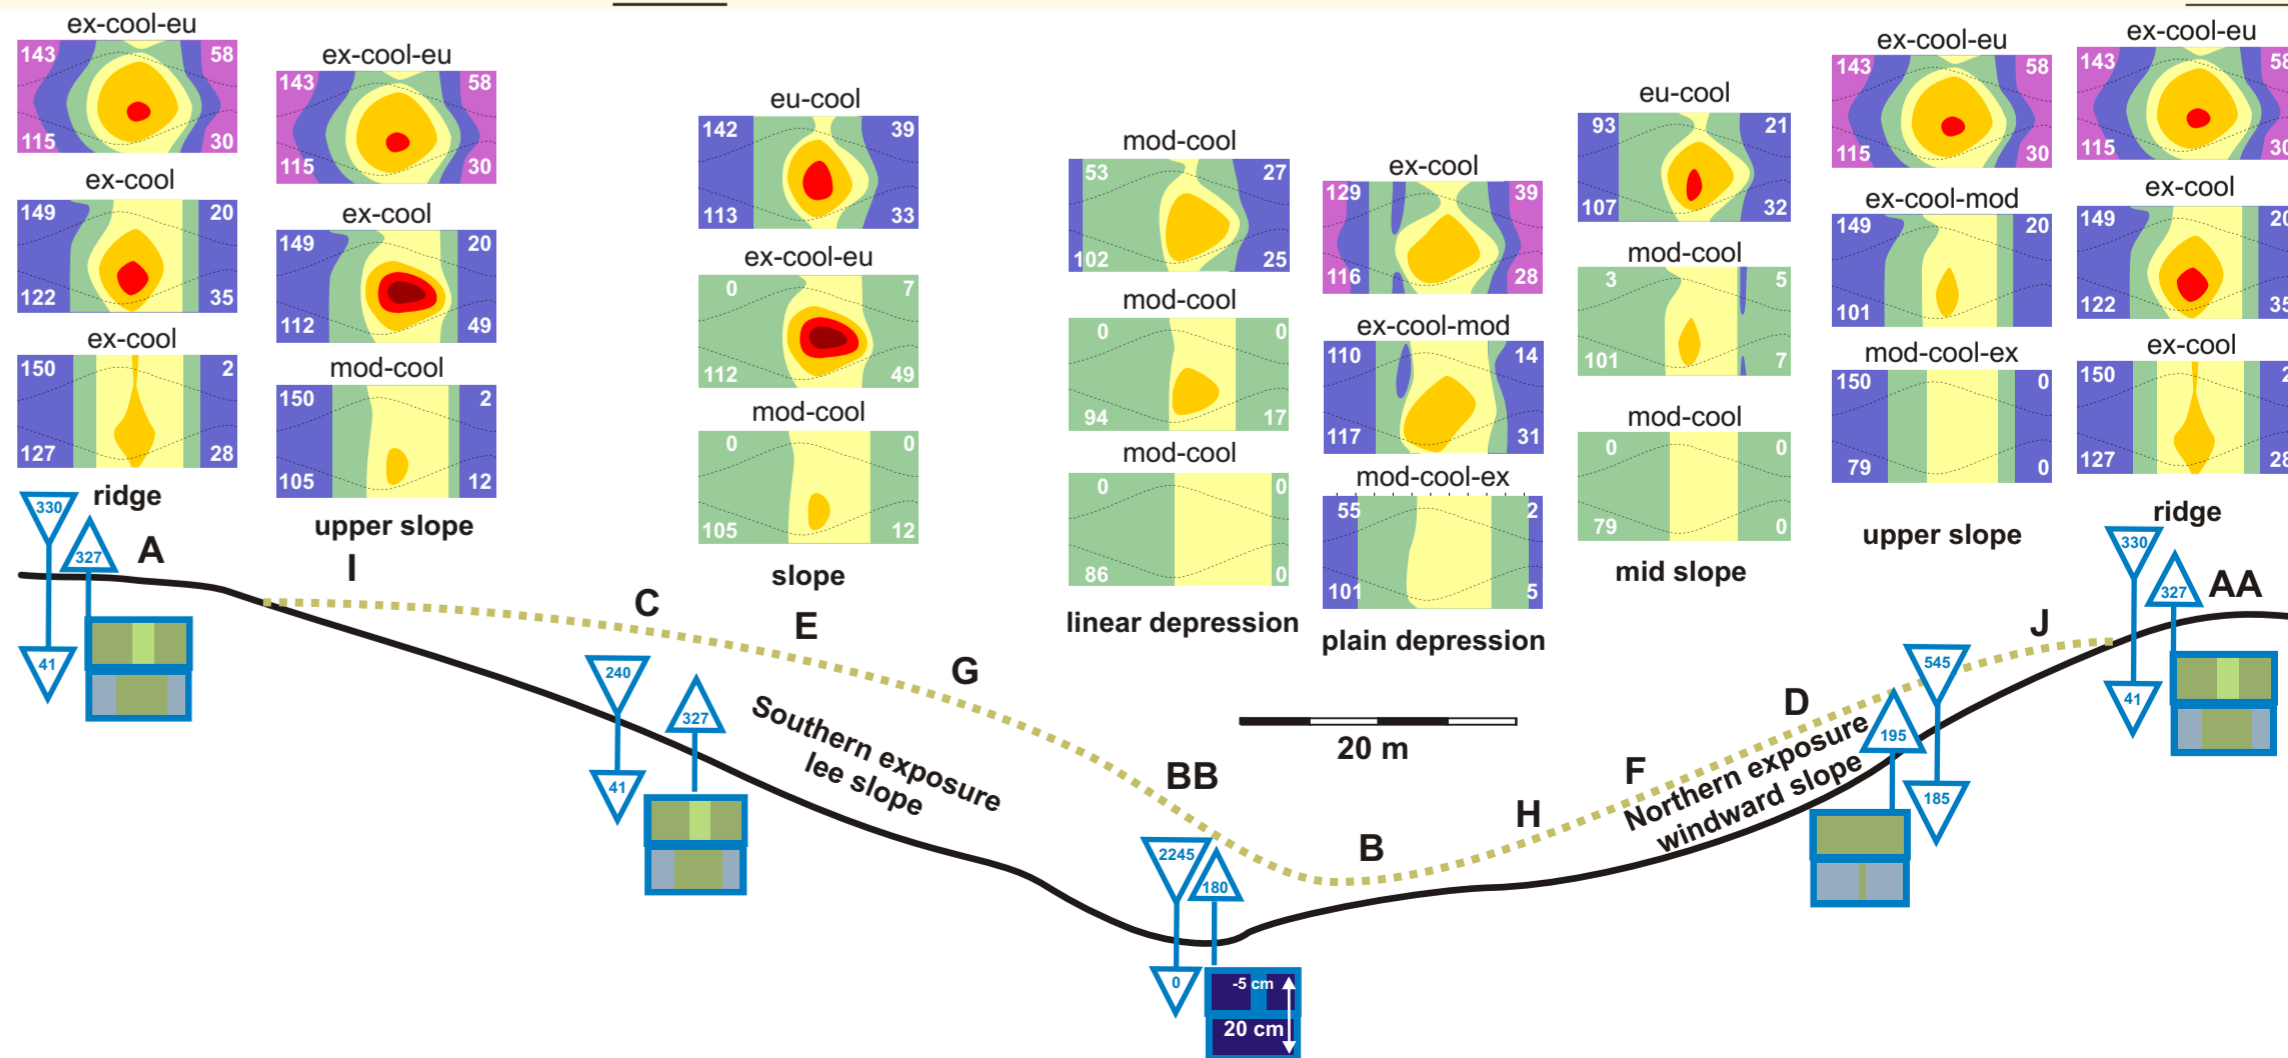 ex-cool-eu
143 58
115 30
ex-cool
149 20
122 35
ex-cool
150 2
127 28
ridge
ex-cool-eu
143 58
115 30
ex-cool
149 20
112 49
mod-cool
150 2
105 12
upper slope
eu-cool
142 39
113 33
ex-cool-eu
0 7
112 49
mod-cool
0 0
105 12
slope
mod-cool
53 27
102 25
mod-cool
0 0
94 17
mod-cool
0 0
86 0
linear depression
ex-cool
129 39
116 28
ex-cool-mod
110 14
117 31
mod-cool-ex
55 2
101 5
plain depression
eu-cool
93 21
107 32
mod-cool
3 5
101 7
mod-cool
0 0
79 0
mid slope
ex-cool-eu
143 58
115 30
ex-cool-mod
149 20
101
mod-cool-ex
150 0
79 0
upper slope
ex-cool-eu
143 58
115 30
ex-cool
149 20
122 35
ex-cool
150 2
127 28
ridge
330
327
A
41
I
C
E
G
240
327
41
Southern exposure
lee slope
20 m
BB
B
H
F
D
J
AA
2245
180
0
-5 cm
20 cm
Northern exposure
windward slope
545
195
185
330
327
41